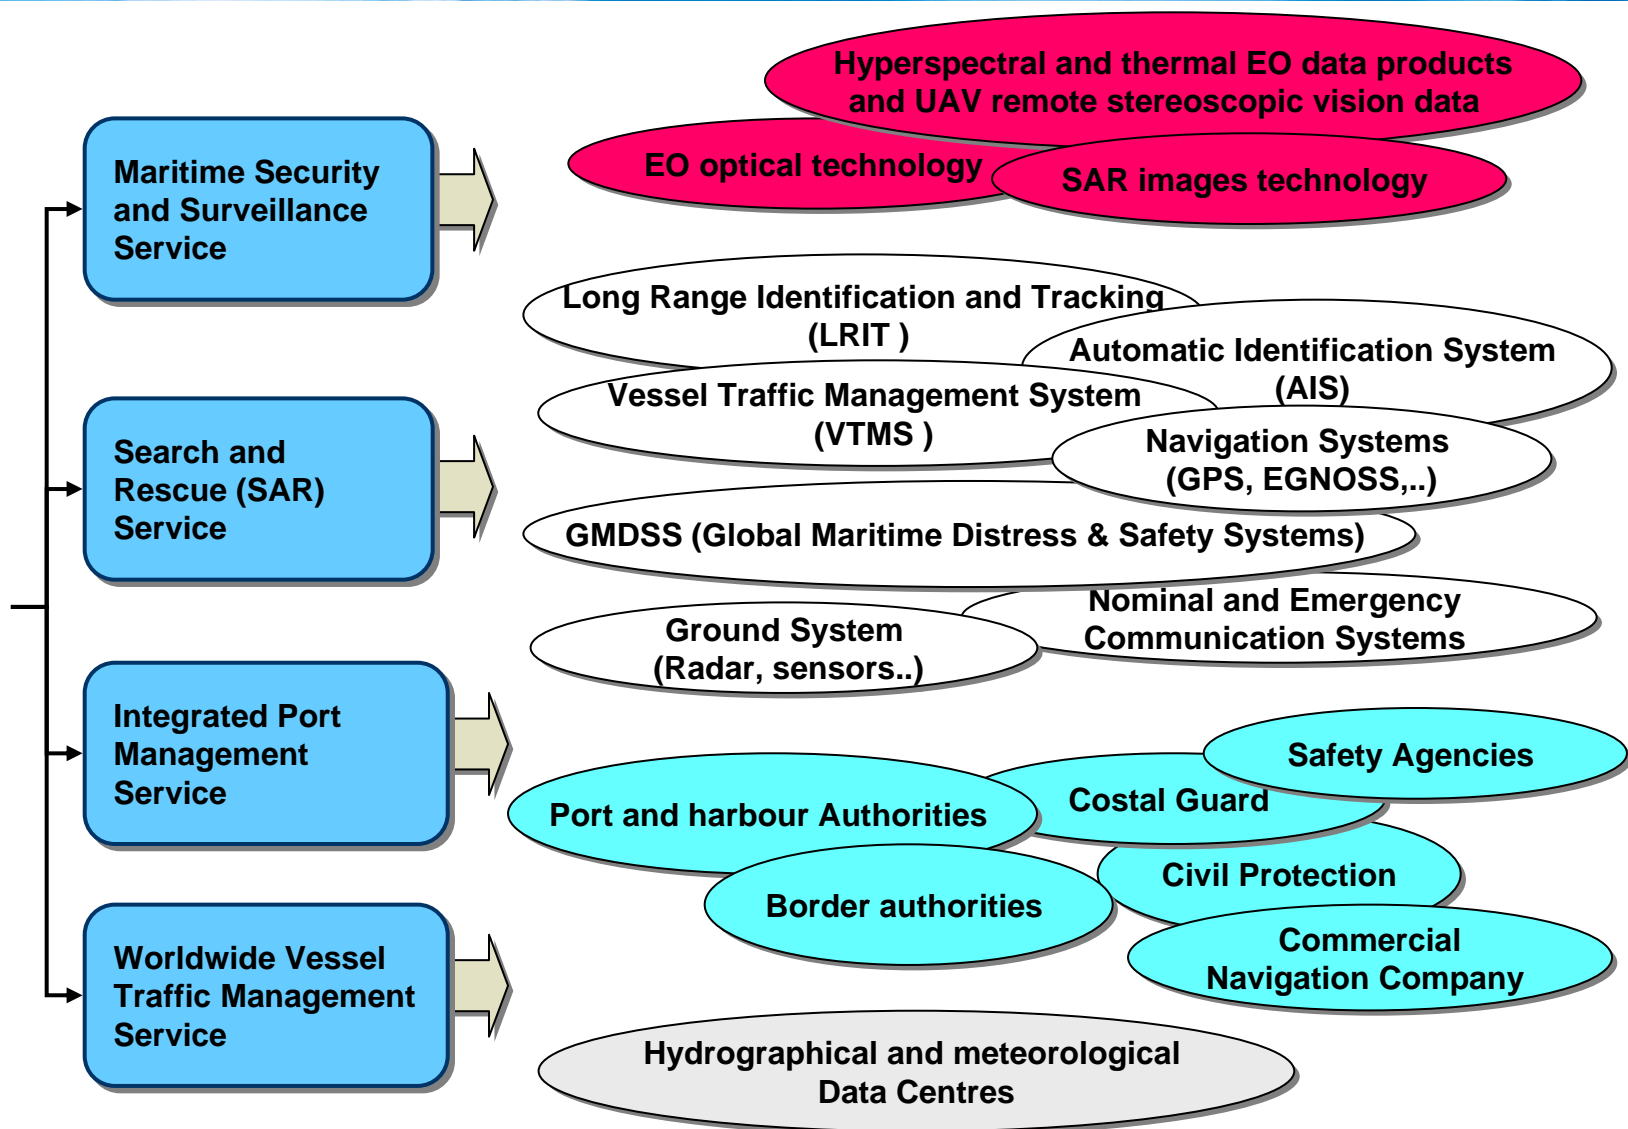 Hyperspectral and thermal EO data products
and UAV remote stereoscopic vision data
EO optical technology
SAR images technology
Maritime Security
and Surveillance
Service
Long Range Identification and Tracking
(LRIT )
Automatic Identification System
(AIS)
Vessel Traffic Management System
(VTMS )
Navigation Systems
(GPS, EGNOSS,..)
Search and
Rescue (SAR)
Service
GMDSS (Global Maritime Distress & Safety Systems)
Nominal and Emergency
Communication Systems
Ground System
(Radar, sensors..)
Integrated Port
Management
Service
Safety Agencies
Costal Guard
Port and harbour Authorities
Civil Protection
Border authorities
Commercial
Navigation Company
Worldwide Vessel
Traffic Management
Service
Hydrographical and meteorological
Data Centres